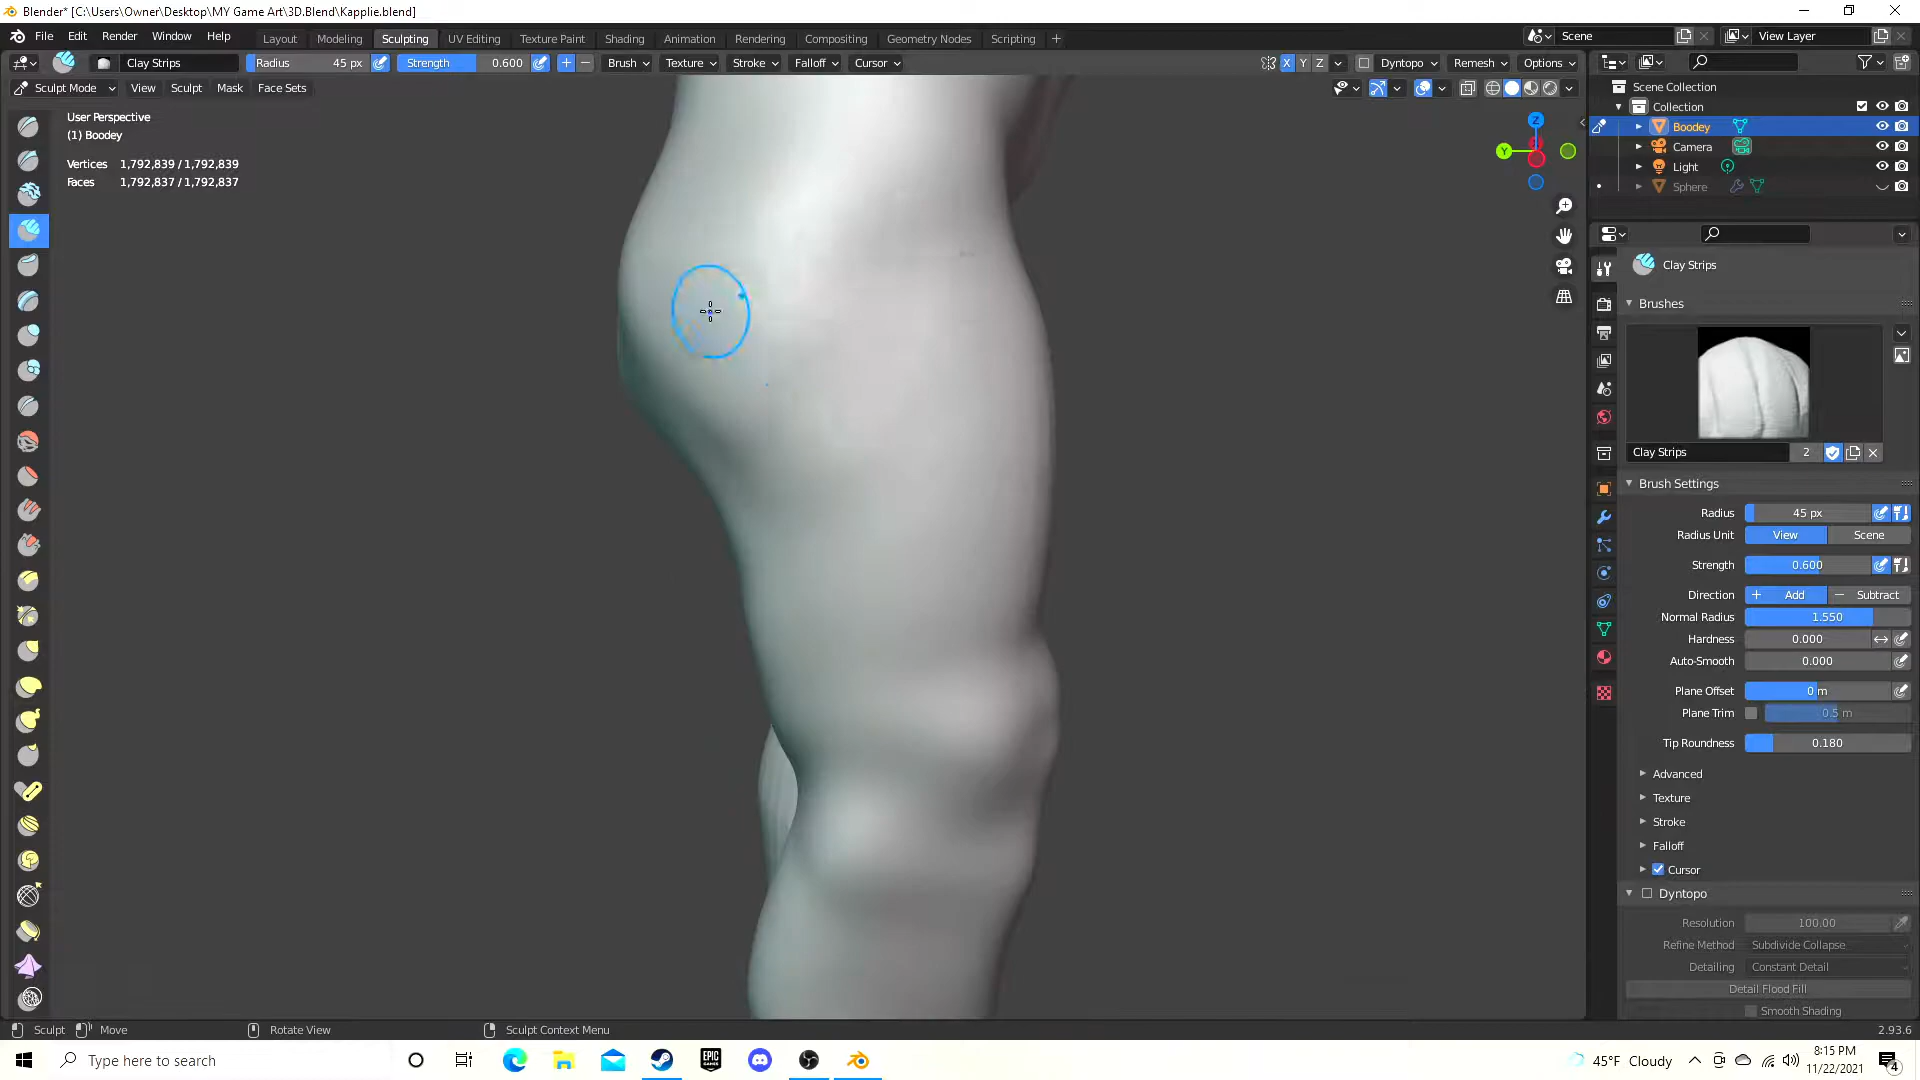 Blender* [C:\Users\Owner\Desktop\MY Game Art\3D.Blend\Kapplie.blend]
File Edit Render Window Help
Layout Modeling Sculpting UV Editing Texture Paint Shading Animation Rendering Compositing Geometry Nodes Scripting +
Scene View Layer
Clay Strips Radius 45 px Strength 0.600 + − Brush Texture Stroke Falloff Cursor
X Y Z Dyntopo Remesh Options
Sculpt Mode View Sculpt Mask Face Sets
User Perspective
(1) Boodey
Vertices 1,792,839 / 1,792,839
Faces 1,792,837 / 1,792,837
Z
Y
Scene Collection
Collection
Boodey
Camera
Light
Sphere
Clay Strips
Brushes
Clay Strips 2
Brush Settings
Radius 45 px
Radius Unit View Scene
Strength 0.600
Direction + Add − Subtract
Normal Radius 1.550
Hardness 0.000
Auto-Smooth 0.000
Plane Offset 0 m
Plane Trim 0.5 m
Tip Roundness 0.180
Advanced
Texture
Stroke
Falloff
Cursor
Dyntopo
Resolution 100.00
Refine Method Subdivide Collapse
Detailing Constant Detail
Detail Flood Fill
Smooth Shading
Sculpt Move Rotate View Sculpt Context Menu 2.93.6
Type here to search
EPIC GAMES
45°F Cloudy
8:15 PM
11/22/2021
4